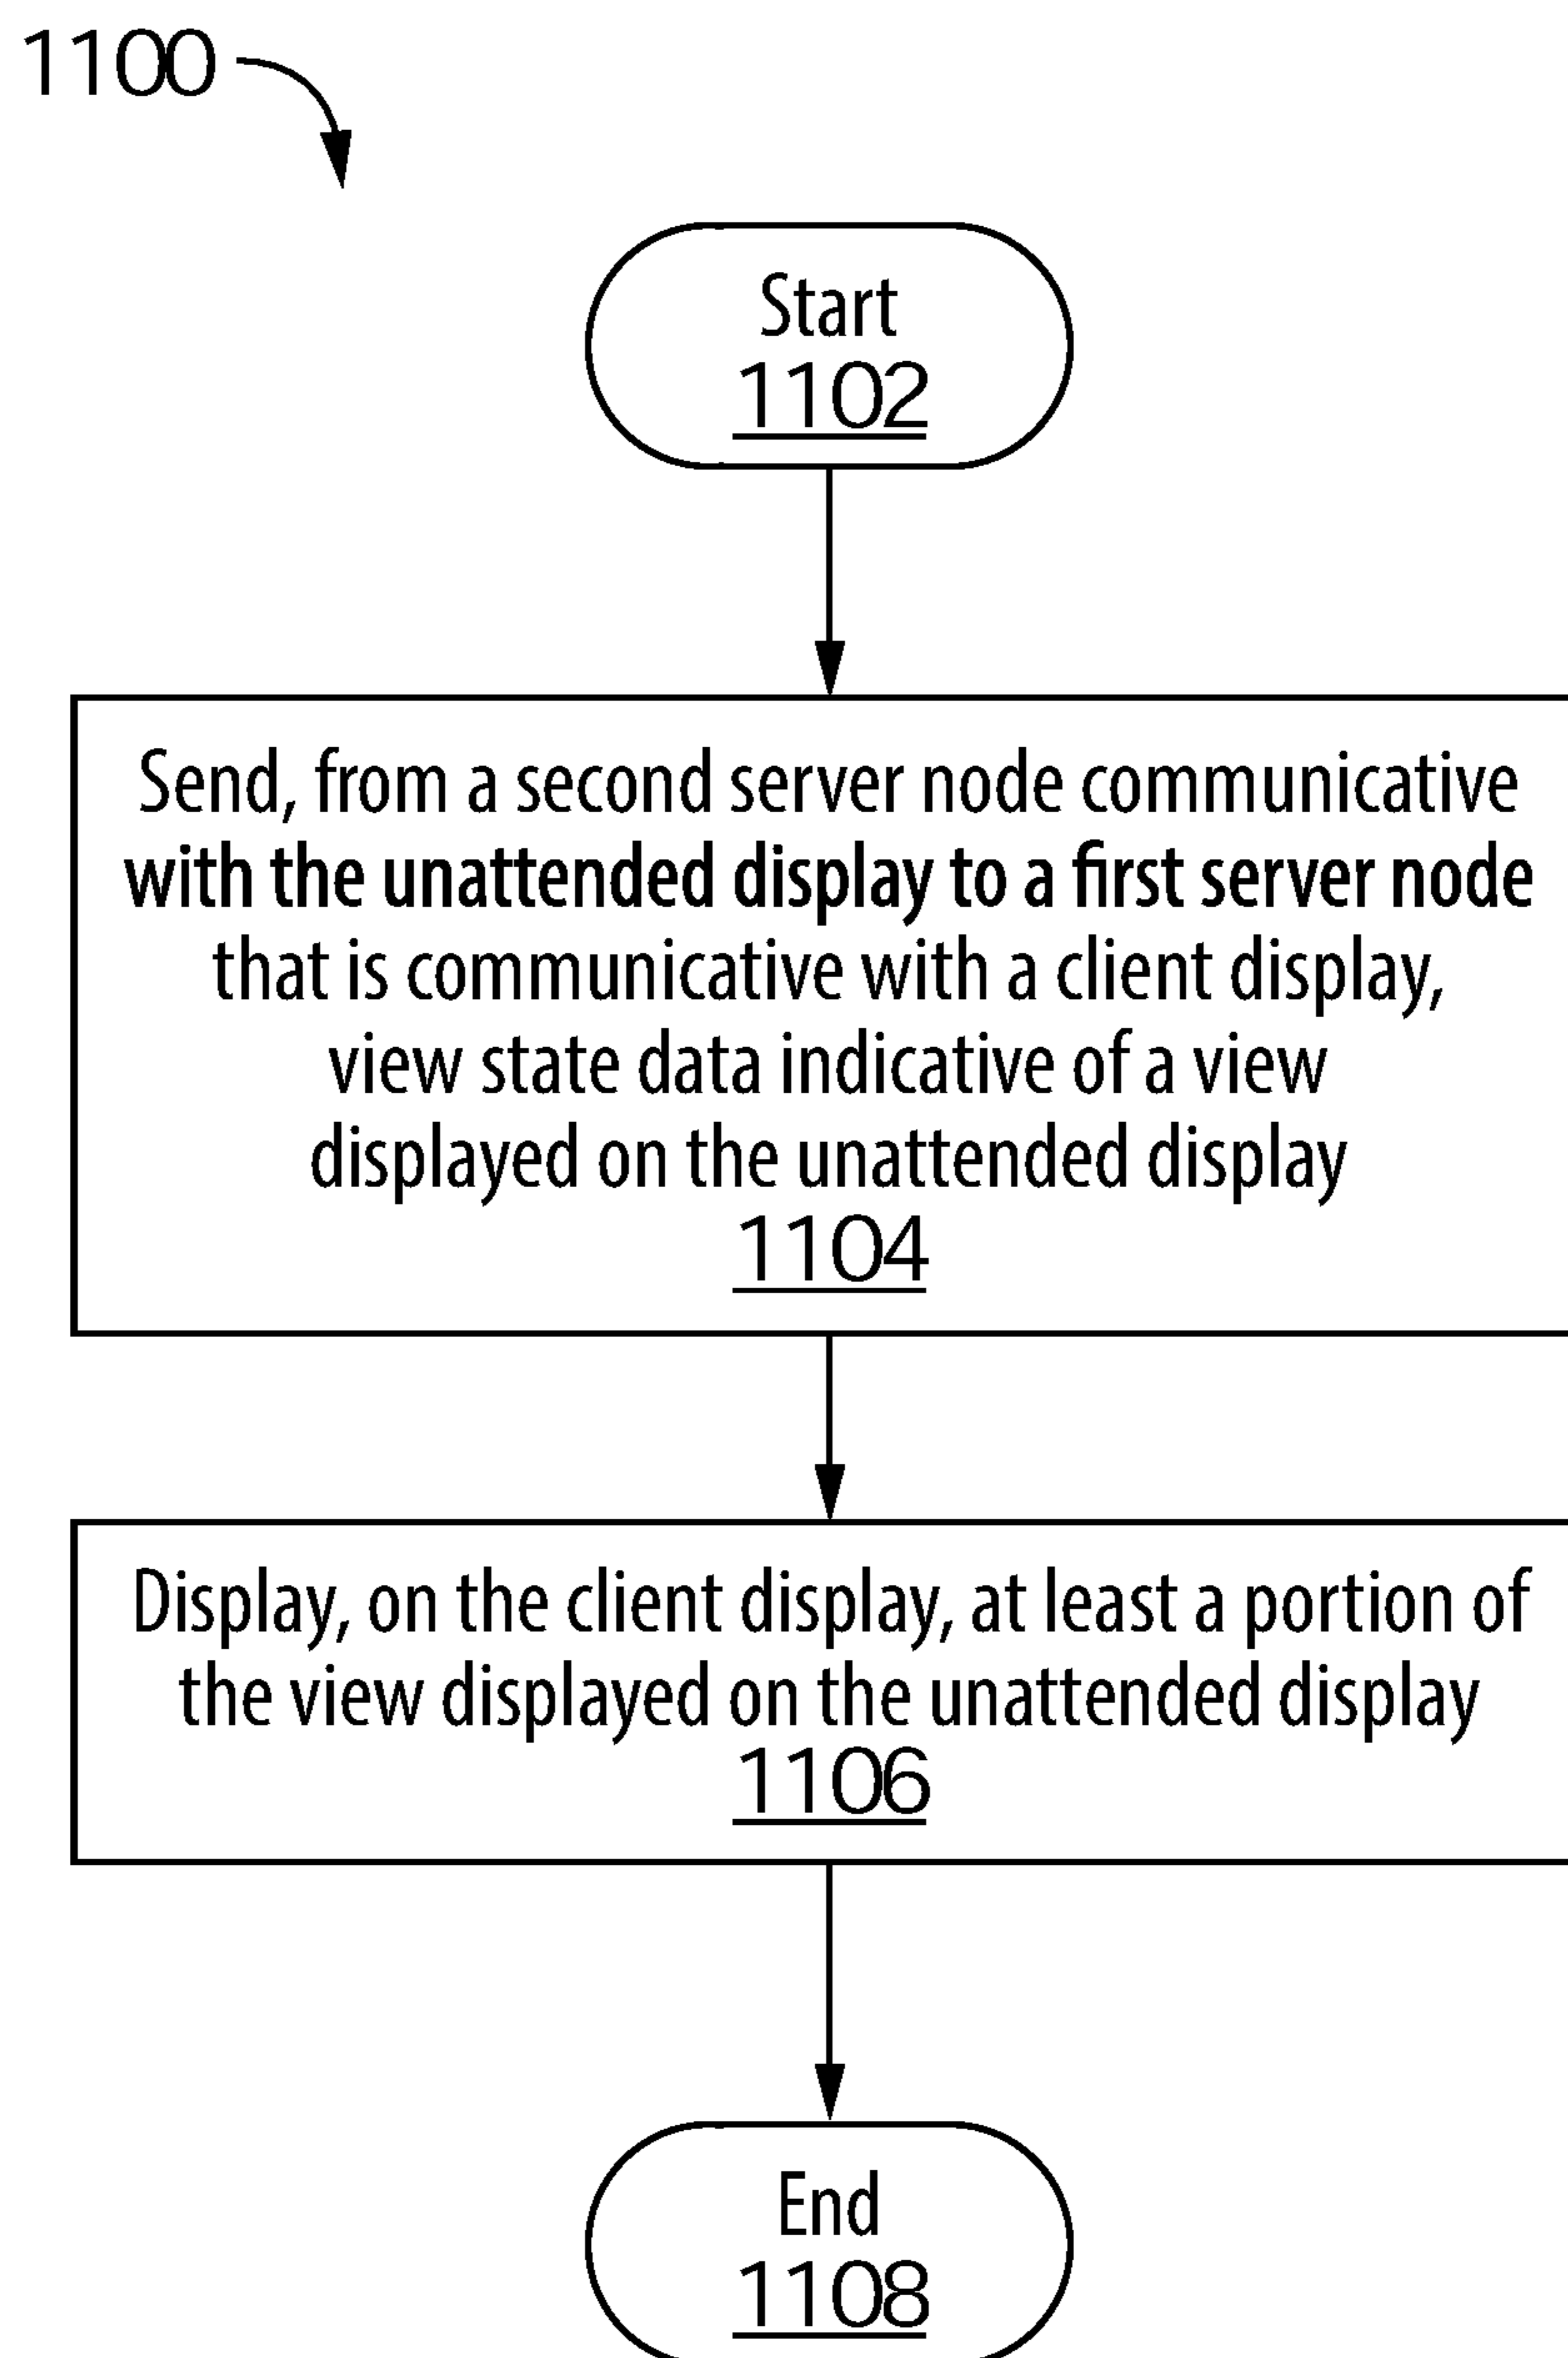 1100
Start
1102
Send, from a second server node communicative
with the unattended display to a first server node
that is communicative with a client display,
view state data indicative of a view
displayed on the unattended display
1104
Display, on the client display, at least a portion of
the view displayed on the unattended display
1106
End
1108